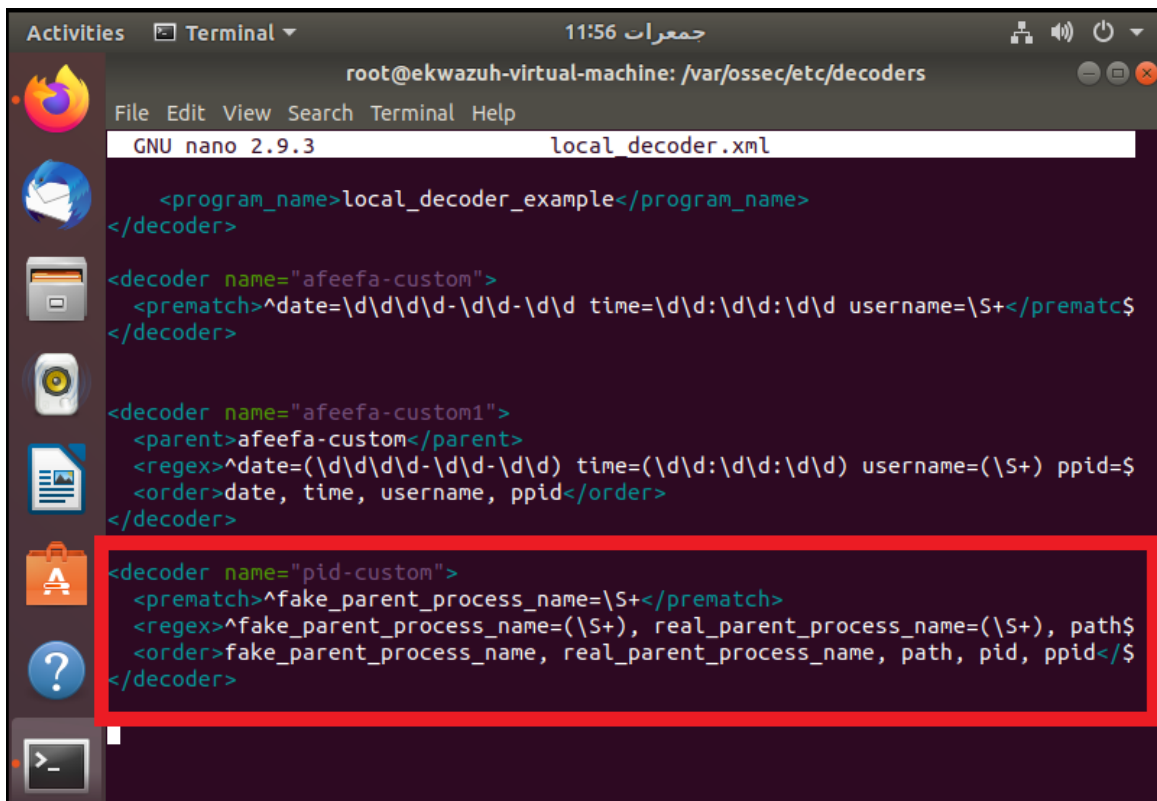 Activities Terminal جمعرات 11:56
root@ekwazuh-virtual-machine: /var/ossec/etc/decoders
File Edit View Search Terminal Help
GNU nano 2.9.3 local_decoder.xml
<program_name>local_decoder_example</program_name>
</decoder>
<decoder name="afeefa-custom">
<prematch>^date=\d\d\d\d-\d\d-\d\d time=\d\d:\d\d:\d\d username=\S+</prematc$
</decoder>
<decoder name="afeefa-custom1">
<parent>afeefa-custom</parent>
<regex>^date=(\d\d\d\d-\d\d-\d\d) time=(\d\d:\d\d:\d\d) username=(\S+) ppid=$
<order>date, time, username, ppid</order>
</decoder>
<decoder name="pid-custom">
<prematch>^fake_parent_process_name=\S+</prematch>
<regex>^fake_parent_process_name=(\S+), real_parent_process_name=(\S+), path$
<order>fake_parent_process_name, real_parent_process_name, path, pid, ppid</$
</decoder>